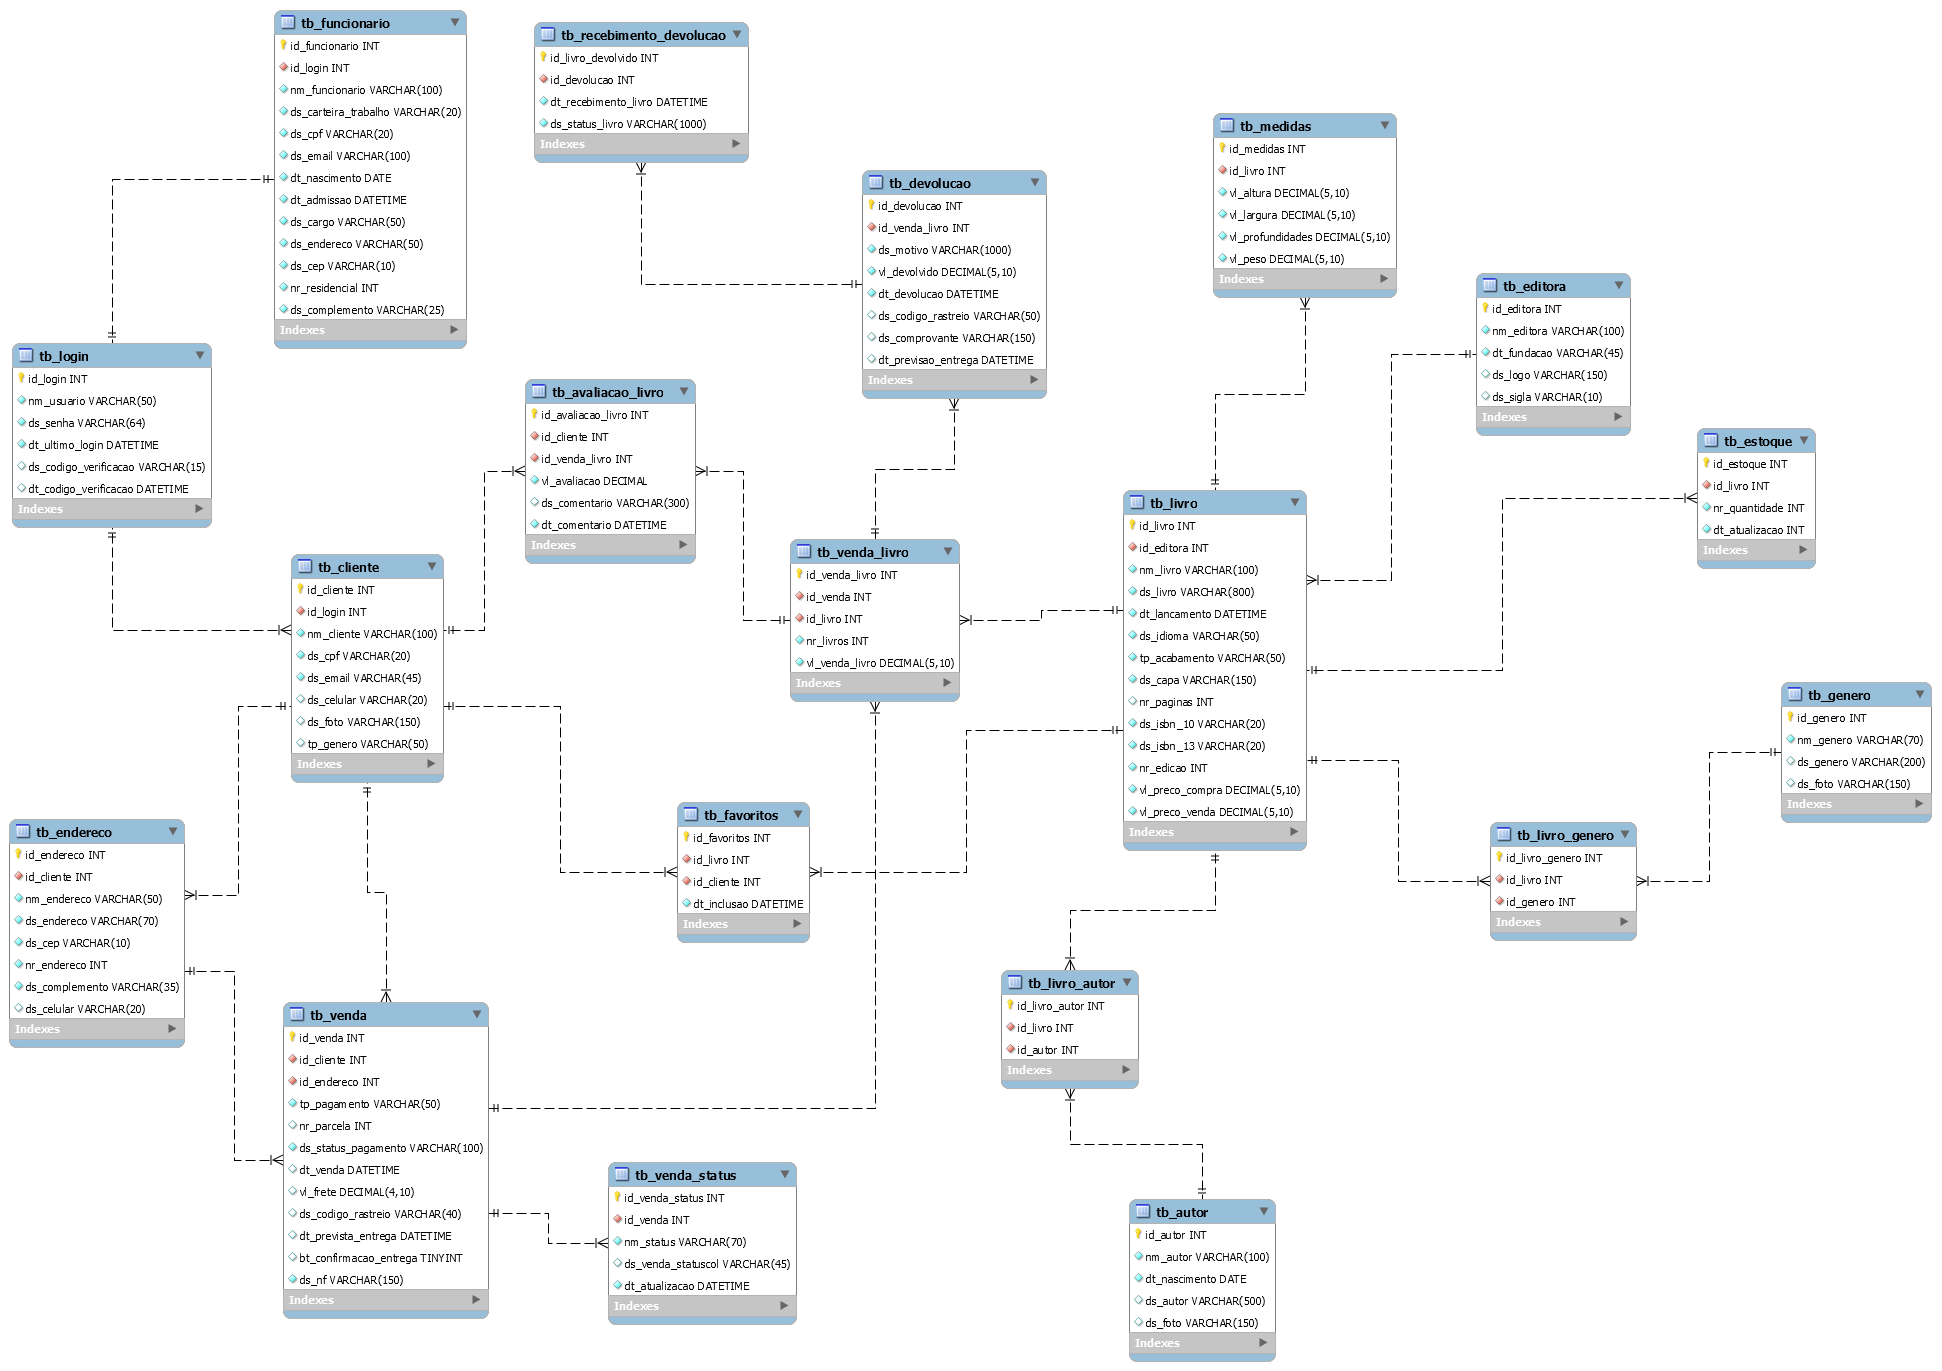 tb_funcionario
id_funcionario INT
id_login INT
nm_funcionario VARCHAR(100)
ds_carteira_trabalho VARCHAR(20)
ds_cpf VARCHAR(20)
ds_email VARCHAR(100)
dt_nascimento DATE
dt_admissao DATETIME
ds_cargo VARCHAR(50)
ds_endereco VARCHAR(50)
ds_cep VARCHAR(10)
nr_residencial INT
ds_complemento VARCHAR(25)
Indexes
tb_recebimento_devolucao
id_livro_devolvido INT
id_devolucao INT
dt_recebimento_livro DATETIME
ds_status_livro VARCHAR(1000)
Indexes
tb_devolucao
id_devolucao INT
id_venda_livro INT
ds_motivo VARCHAR(1000)
vl_devolvido DECIMAL(5,10)
dt_devolucao DATETIME
ds_codigo_rastreio VARCHAR(50)
ds_comprovante VARCHAR(150)
dt_previsao_entrega DATETIME
Indexes
tb_medidas
id_medidas INT
id_livro INT
vl_altura DECIMAL(5,10)
vl_largura DECIMAL(5,10)
vl_profundidades DECIMAL(5,10)
vl_peso DECIMAL(5,10)
Indexes
tb_editora
id_editora INT
nm_editora VARCHAR(100)
dt_fundacao VARCHAR(45)
ds_logo VARCHAR(150)
ds_sigla VARCHAR(10)
Indexes
tb_login
id_login INT
nm_usuario VARCHAR(50)
ds_senha VARCHAR(64)
dt_ultimo_login DATETIME
ds_codigo_verificacao VARCHAR(15)
dt_codigo_verificacao DATETIME
Indexes
tb_avaliacao_livro
id_avaliacao_livro INT
id_cliente INT
id_venda_livro INT
vl_avaliacao DECIMAL
ds_comentario VARCHAR(300)
dt_comentario DATETIME
Indexes
tb_estoque
id_estoque INT
id_livro INT
nr_quantidade INT
dt_atualizacao INT
Indexes
tb_livro
id_livro INT
id_editora INT
nm_livro VARCHAR(100)
ds_livro VARCHAR(800)
dt_lancamento DATETIME
ds_idioma VARCHAR(50)
tp_acabamento VARCHAR(50)
ds_capa VARCHAR(150)
nr_paginas INT
ds_isbn_10 VARCHAR(20)
ds_isbn_13 VARCHAR(20)
nr_edicao INT
vl_preco_compra DECIMAL(5,10)
vl_preco_venda DECIMAL(5,10)
Indexes
tb_venda_livro
id_venda_livro INT
id_venda INT
id_livro INT
nr_livros INT
vl_venda_livro DECIMAL(5,10)
Indexes
tb_cliente
id_cliente INT
id_login INT
nm_cliente VARCHAR(100)
ds_cpf VARCHAR(20)
ds_email VARCHAR(45)
ds_celular VARCHAR(20)
ds_foto VARCHAR(150)
tp_genero VARCHAR(50)
Indexes
tb_genero
id_genero INT
nm_genero VARCHAR(70)
ds_genero VARCHAR(200)
ds_foto VARCHAR(150)
Indexes
tb_favoritos
id_favoritos INT
id_livro INT
id_cliente INT
dt_inclusao DATETIME
Indexes
tb_endereco
id_endereco INT
id_cliente INT
nm_endereco VARCHAR(50)
ds_endereco VARCHAR(70)
ds_cep VARCHAR(10)
nr_endereco INT
ds_complemento VARCHAR(35)
ds_celular VARCHAR(20)
Indexes
tb_livro_genero
id_livro_genero INT
id_livro INT
id_genero INT
Indexes
tb_livro_autor
id_livro_autor INT
id_livro INT
id_autor INT
Indexes
tb_venda
id_venda INT
id_cliente INT
id_endereco INT
tp_pagamento VARCHAR(50)
nr_parcela INT
ds_status_pagamento VARCHAR(100)
dt_venda DATETIME
vl_frete DECIMAL(4,10)
ds_codigo_rastreio VARCHAR(40)
dt_prevista_entrega DATETIME
bt_confirmacao_entrega TINYINT
ds_nf VARCHAR(150)
Indexes
tb_venda_status
id_venda_status INT
id_venda INT
nm_status VARCHAR(70)
ds_venda_statuscol VARCHAR(45)
dt_atualizacao DATETIME
Indexes
tb_autor
id_autor INT
nm_autor VARCHAR(100)
dt_nascimento DATE
ds_autor VARCHAR(500)
ds_foto VARCHAR(150)
Indexes